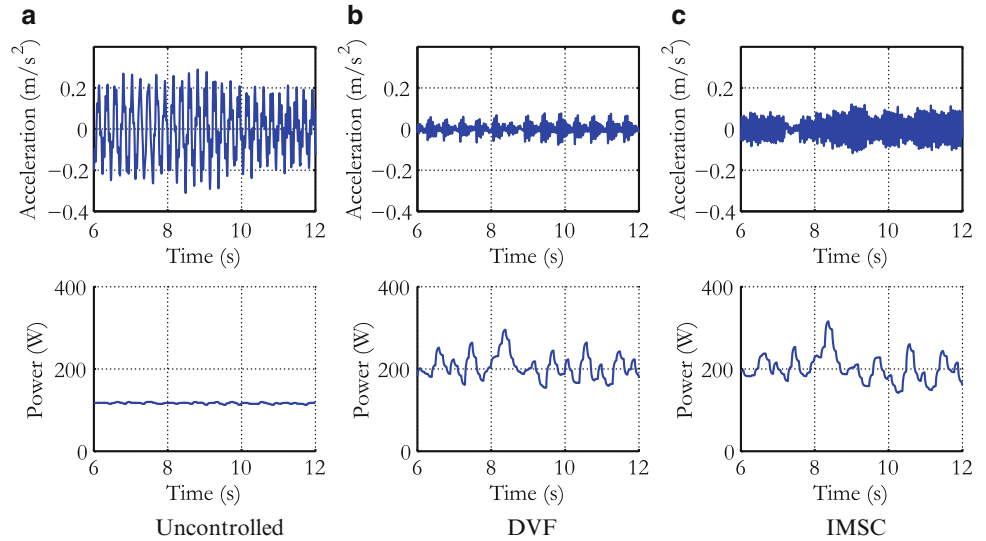 a
b
c
Acceleration (m/s²)
0.2
0
−0.2
−0.4
6 8 10 12
Time (s)
Acceleration (m/s²)
0.2
0
−0.2
−0.4
6 8 10 12
Time (s)
Acceleration (m/s²)
0.2
0
−0.2
−0.4
6 8 10 12
Time (s)
Power (W)
400
200
0
6 8 10 12
Time (s)
Uncontrolled
Power (W)
400
200
0
6 8 10 12
Time (s)
DVF
Power (W)
400
200
0
6 8 10 12
Time (s)
IMSC